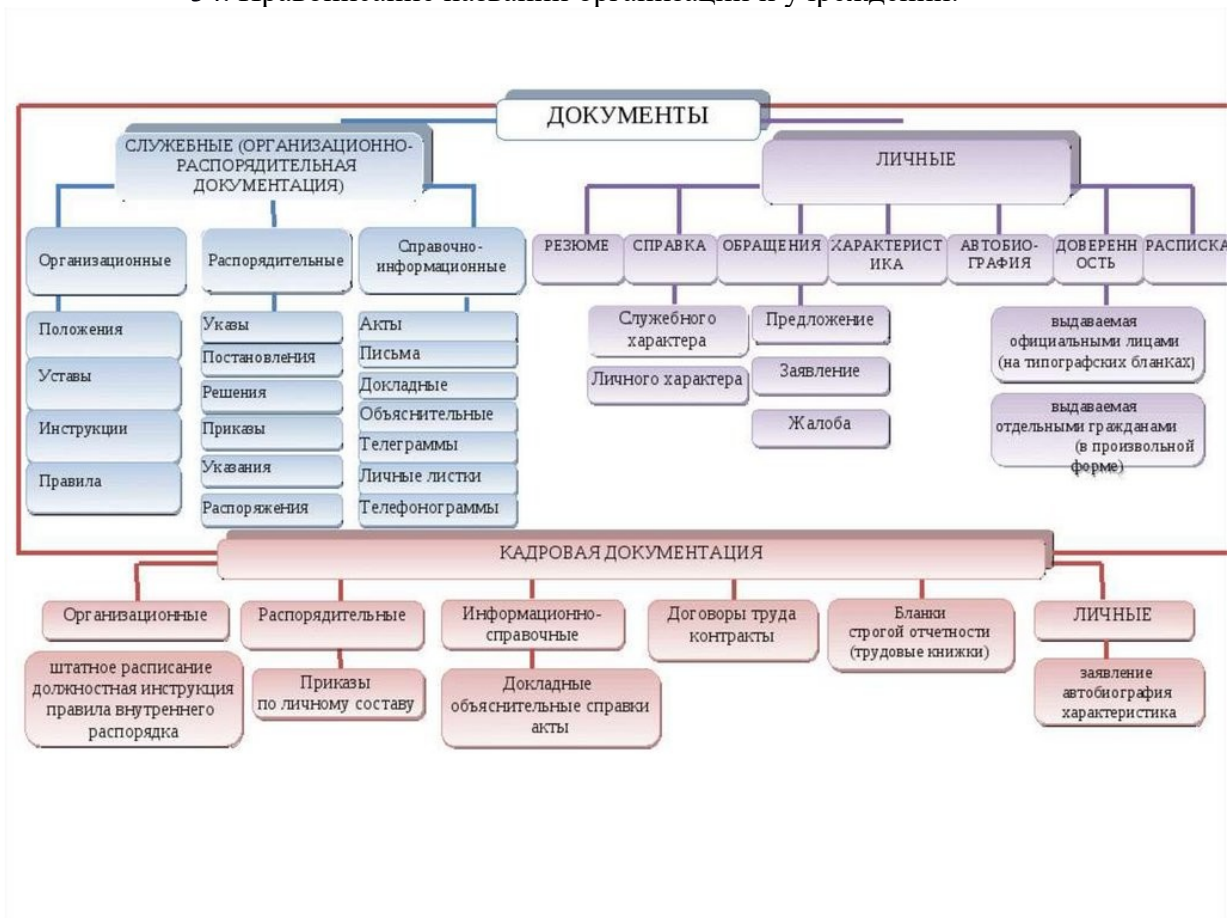 ДОКУМЕНТЫ
СЛУЖЕБНЫЕ (ОРГАНИЗАЦИОННО-
РАСПОРЯДИТЕЛЬНАЯ
ДОКУМЕНТАЦИЯ)
ЛИЧНЫЕ
Организационные
Распорядительные
Справочно-
информационные
РЕЗЮМЕ
СПРАВКА
ОБРАЩЕНИЯ
ХАРАКТЕРИСТ
ИКА
АВТОБИО-
ГРАФИЯ
ДОВЕРЕНН
ОСТЬ
РАСПИСКА
Положения
Уставы
Инструкции
Правила
Указы
Постановления
Решения
Приказы
Указания
Распоряжения
Акты
Письма
Докладные
Объяснительные
Телеграммы
Личные листки
Телефонограммы
Служебного
характера
Личного характера
Предложение
Заявление
Жалоба
выдаваемая
официальными лицами
(на типографских бланках)
выдаваемая
отдельными гражданами
(в произвольной
форме)
КАДРОВАЯ ДОКУМЕНТАЦИЯ
Организационные
Распорядительные
Информационно-
справочные
Договоры труда
контракты
Бланки
строгой отчетности
(трудовые книжки)
ЛИЧНЫЕ
штатное расписание
должностная инструкция
правила внутреннего
распорядка
Приказы
по личному составу
Докладные
объяснительные справки
акты
заявление
автобиография
характеристика